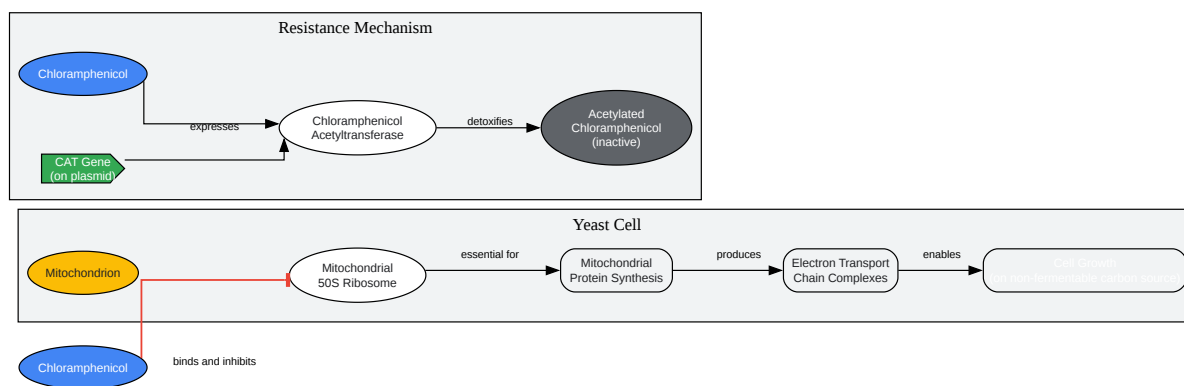 Resistance Mechanism
Chloramphenicol
expresses
Chloramphenicol
Acetyltransferase
detoxifies
Acetylated
Chloramphenicol
(inactive)
CAT Gene
(on plasmid)
Yeast Cell
Mitochondrion
Mitochondrial
50S Ribosome
essential for
Mitochondrial
Protein Synthesis
produces
Electron Transport
Chain Complexes
enables
Cell Growth
(on non-fermentable carbon source)
Chloramphenicol
binds and inhibits